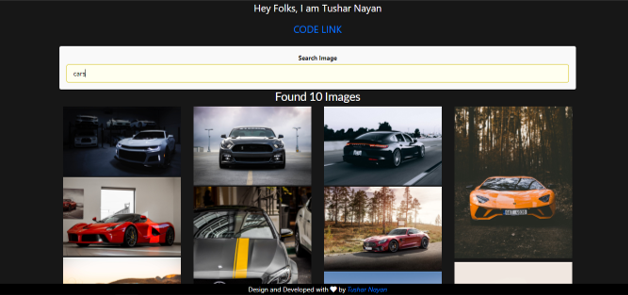 Hey Folks, I am Tushar Nayan
CODE LINK
Search Image
cars
Found 10 Images
Design and Developed with ❤ by Tushar Nayan